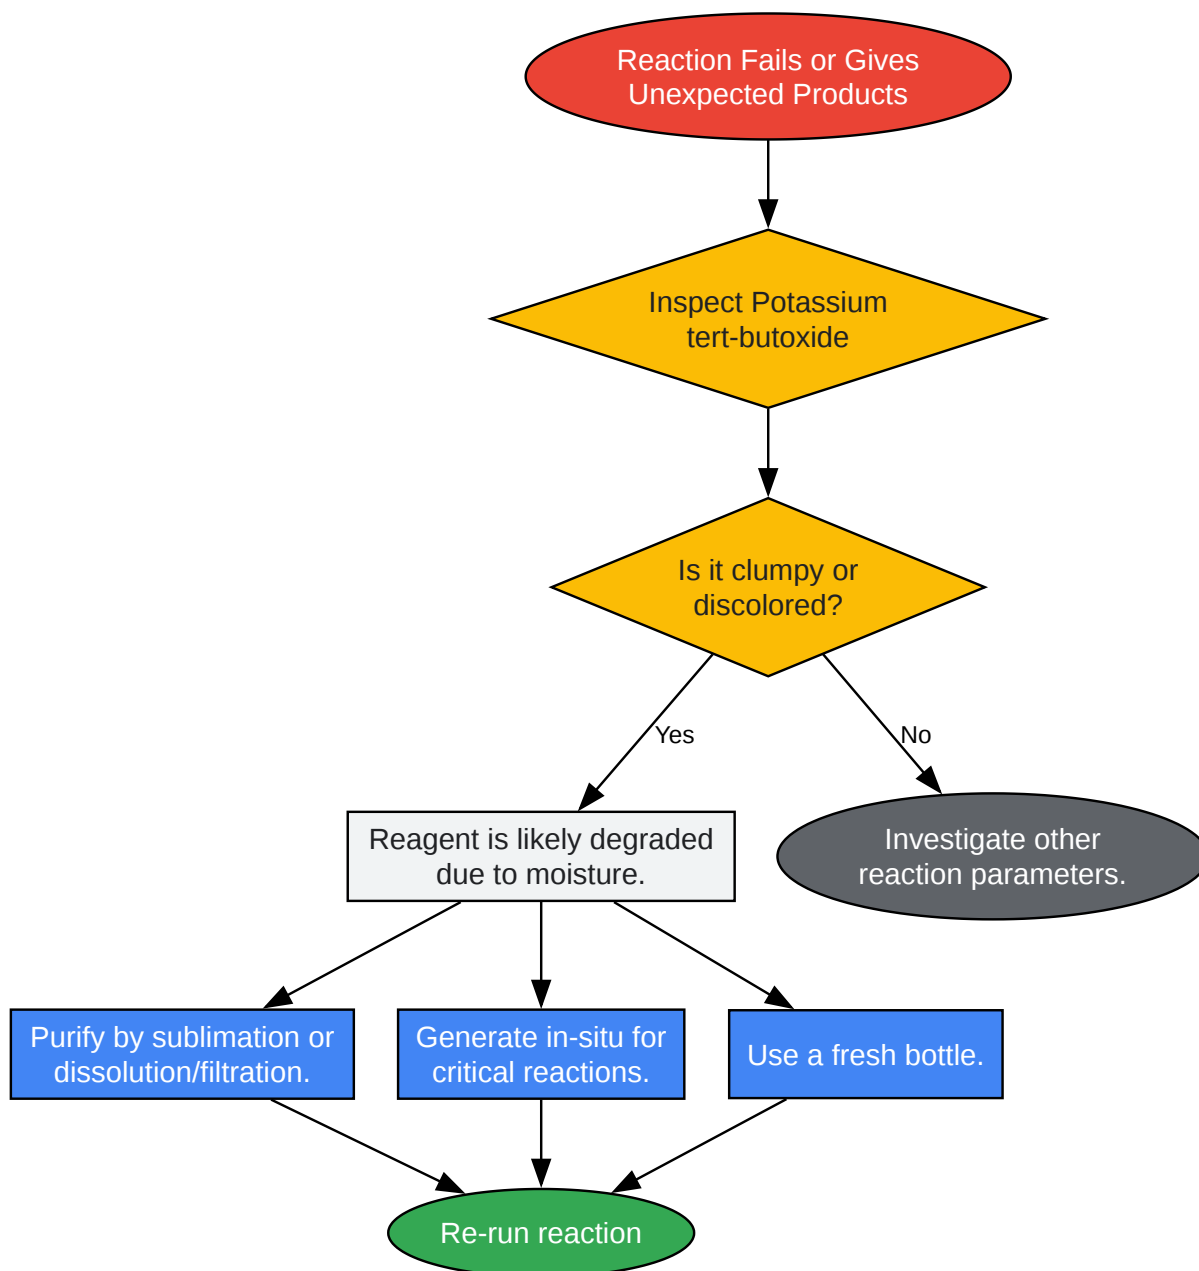 Reaction Fails or Gives
Unexpected Products
Inspect Potassium
tert-butoxide
Is it clumpy or
discolored?
Yes
No
Reagent is likely degraded
due to moisture.
Investigate other
reaction parameters.
Purify by sublimation or
dissolution/filtration.
Generate in-situ for
critical reactions.
Use a fresh bottle.
Re-run reaction